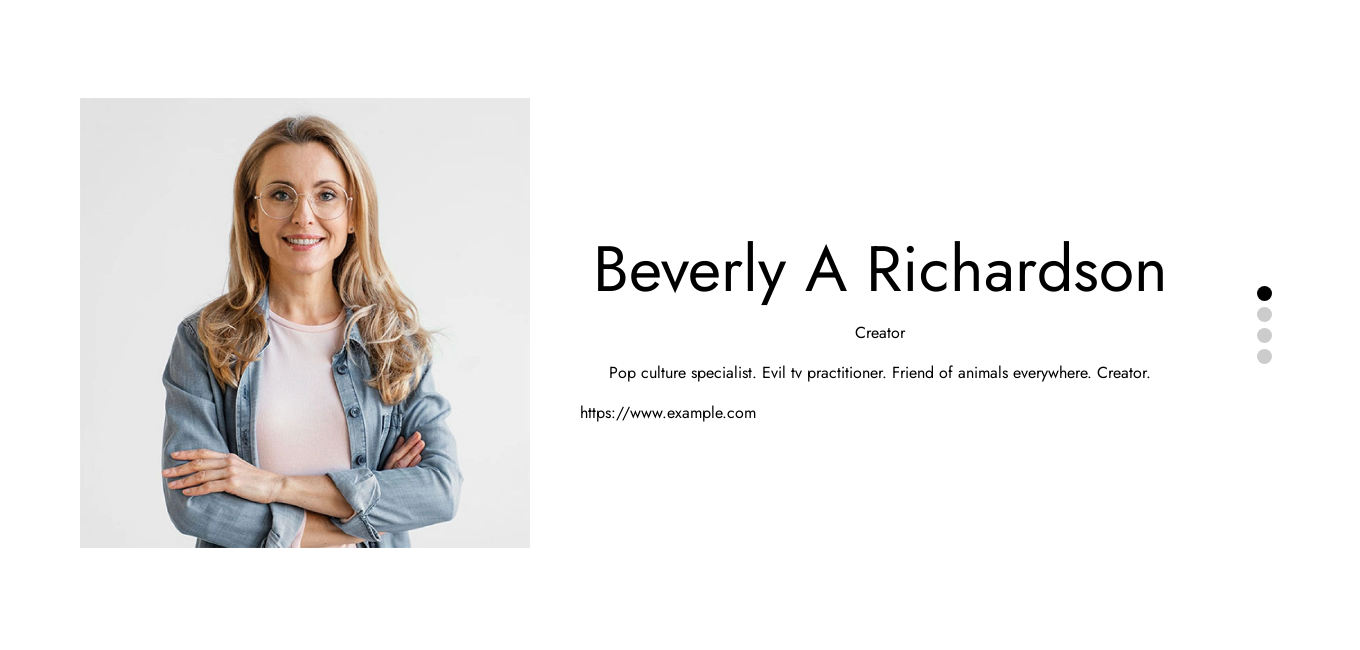 Beverly A Richardson
Creator
Pop culture specialist. Evil tv practitioner. Friend of animals everywhere. Creator.
https://www.example.com